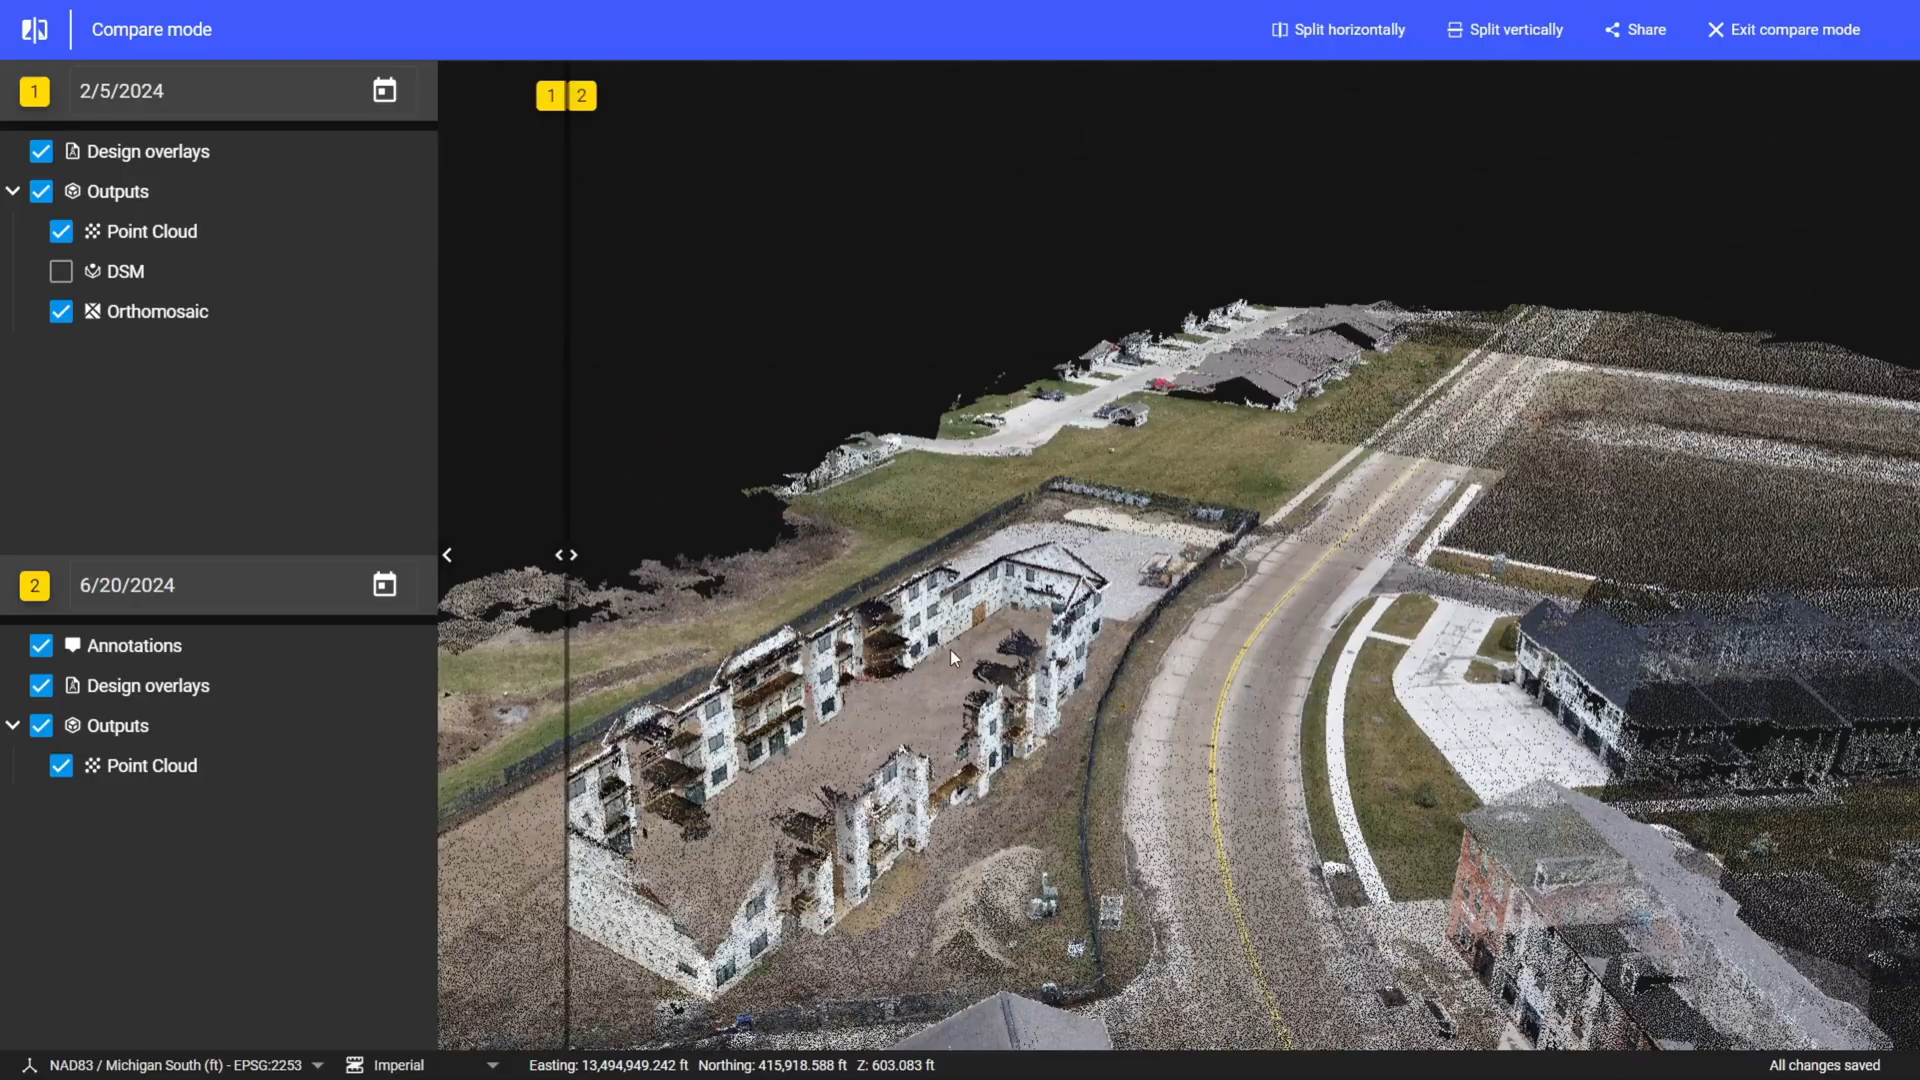 Compare mode
Split horizontally
Split vertically
Share
Exit compare mode
1
2/5/2024
1 2
Design overlays
Outputs
Point Cloud
DSM
Orthomosaic
2
6/20/2024
Annotations
Design overlays
Outputs
Point Cloud
NAD83 / Michigan South (ft) - EPSG:2253
Imperial
Easting: 13,494,949.242 ft Northing: 415,918.588 ft Z: 603.083 ft
All changes saved